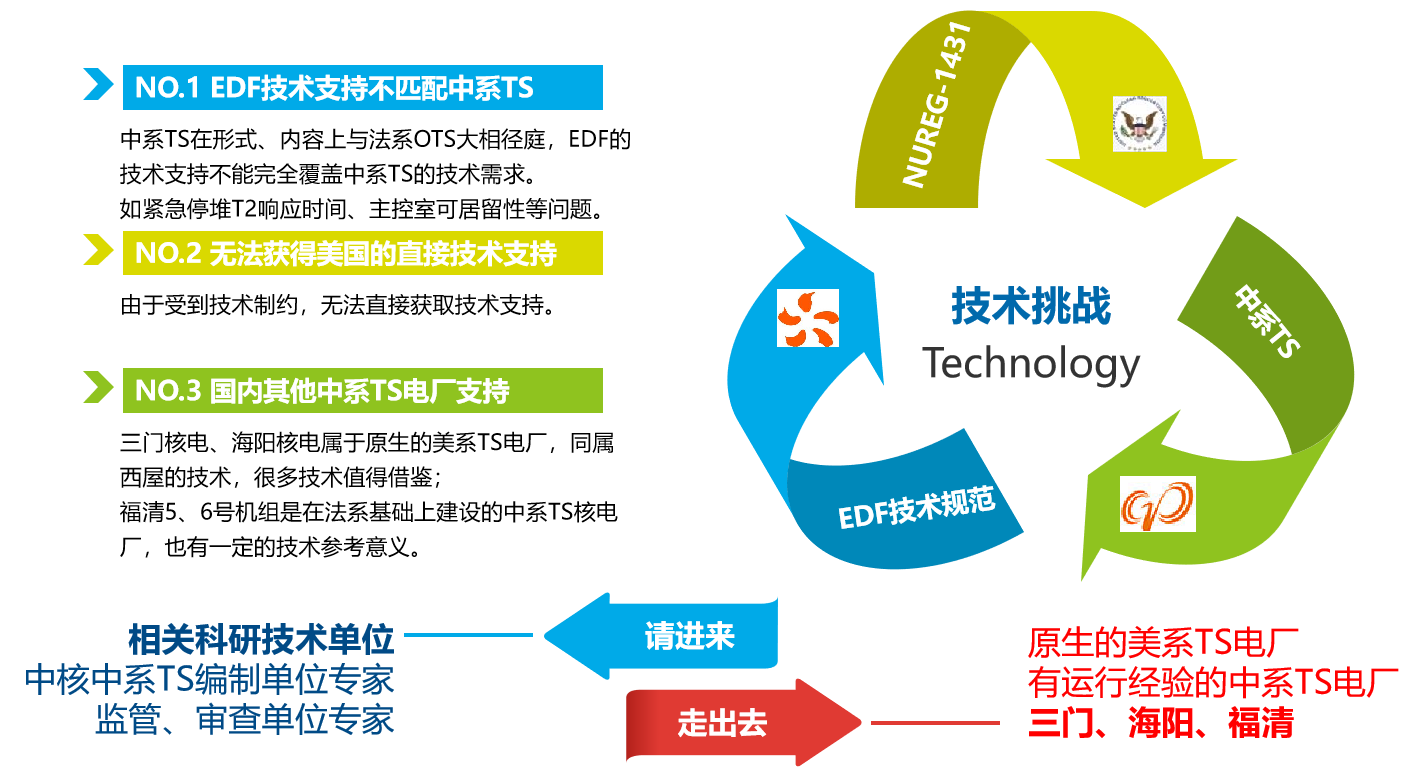 NO.1 EDF技术支持不匹配中系TS
中系TS在形式、内容上与法系OTS大相径庭，EDF的
技术支持不能完全覆盖中系TS的技术需求。
如紧急停堆T2响应时间、主控室可居留性等问题。
NO.2 无法获得美国的直接技术支持
由于受到技术制约，无法直接获取技术支持。
NO.3 国内其他中系TS电厂支持
三门核电、海阳核电属于原生的美系TS电厂，同属
西屋的技术，很多技术值得借鉴；
福清5、6号机组是在法系基础上建设的中系TS核电
厂，也有一定的技术参考意义。
NUREG-1431
中系TS
EDF技术规范
技术挑战
Technology
相关科研技术单位
中核中系TS编制单位专家
监管、审查单位专家
请进来
走出去
原生的美系TS电厂
有运行经验的中系TS电厂
三门、海阳、福清